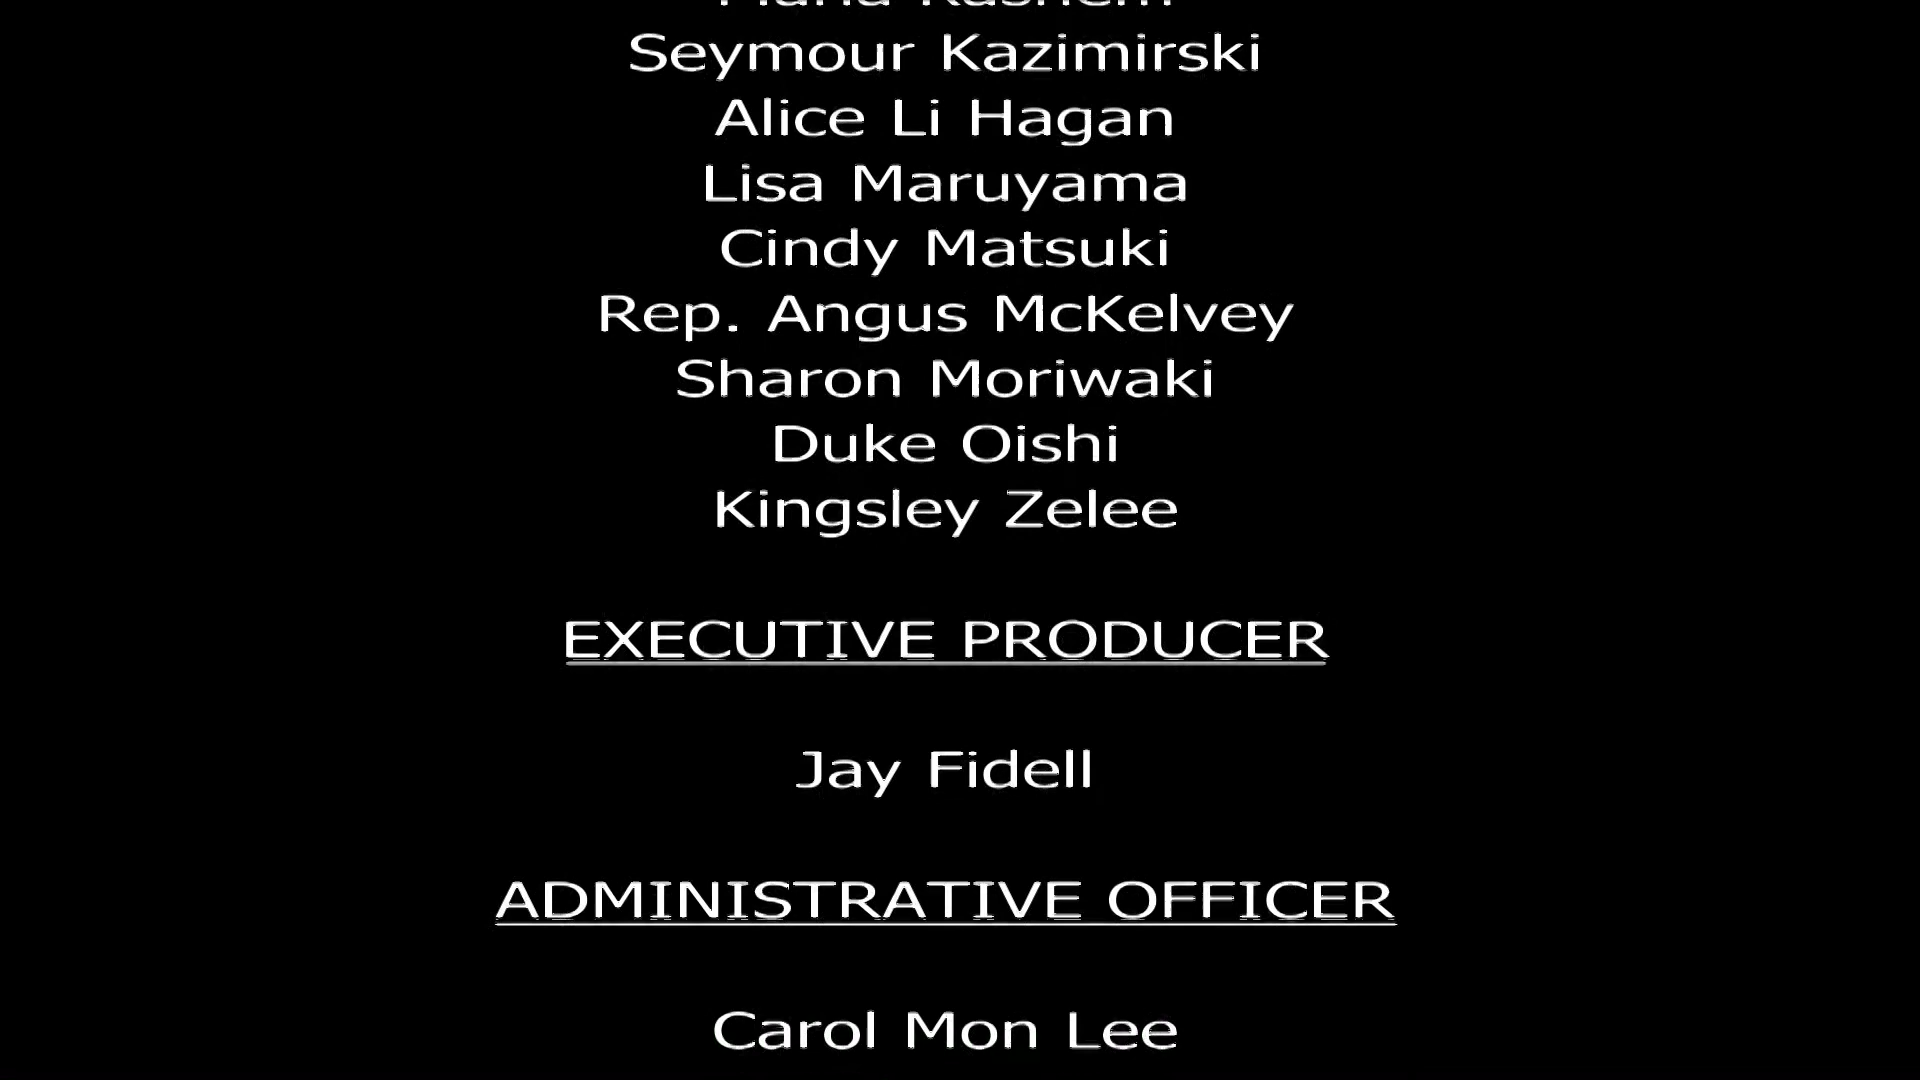 Seymour Kazimirski
Alice Li Hagan
Lisa Maruyama
Cindy Matsuki
Rep. Angus McKelvey
Sharon Moriwaki
Duke Oishi
Kingsley Zelee
EXECUTIVE PRODUCER
Jay Fidell
ADMINISTRATIVE OFFICER
Carol Mon Lee